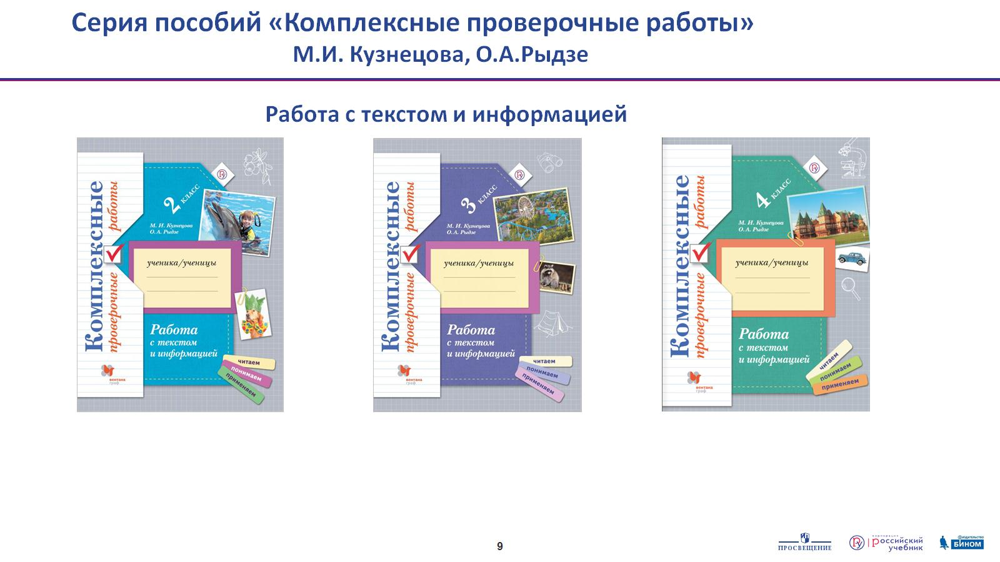 Серия пособий «Комплексные проверочные работы»
М.И. Кузнецова, О.А.Рыдзе
Работа с текстом и информацией
Комплексные
проверочные работы
2 класс
М. И. Кузнецова
О. А. Рыдзе
ученика/ученицы
Работа
с текстом
и информацией
читаем
понимаем
применяем
вентана
граф
Комплексные
проверочные работы
3 класс
М. И. Кузнецова
О. А. Рыдзе
ученика/ученицы
Работа
с текстом
и информацией
читаем
понимаем
применяем
вентана
граф
Комплексные
проверочные работы
4 класс
М. И. Кузнецова
О. А. Рыдзе
ученика/ученицы
Работа
с текстом
и информацией
читаем
понимаем
применяем
вентана
граф
9
ПРОСВЕЩЕНИЕ
корпорация
российский
учебник
издательство
БИНОМ